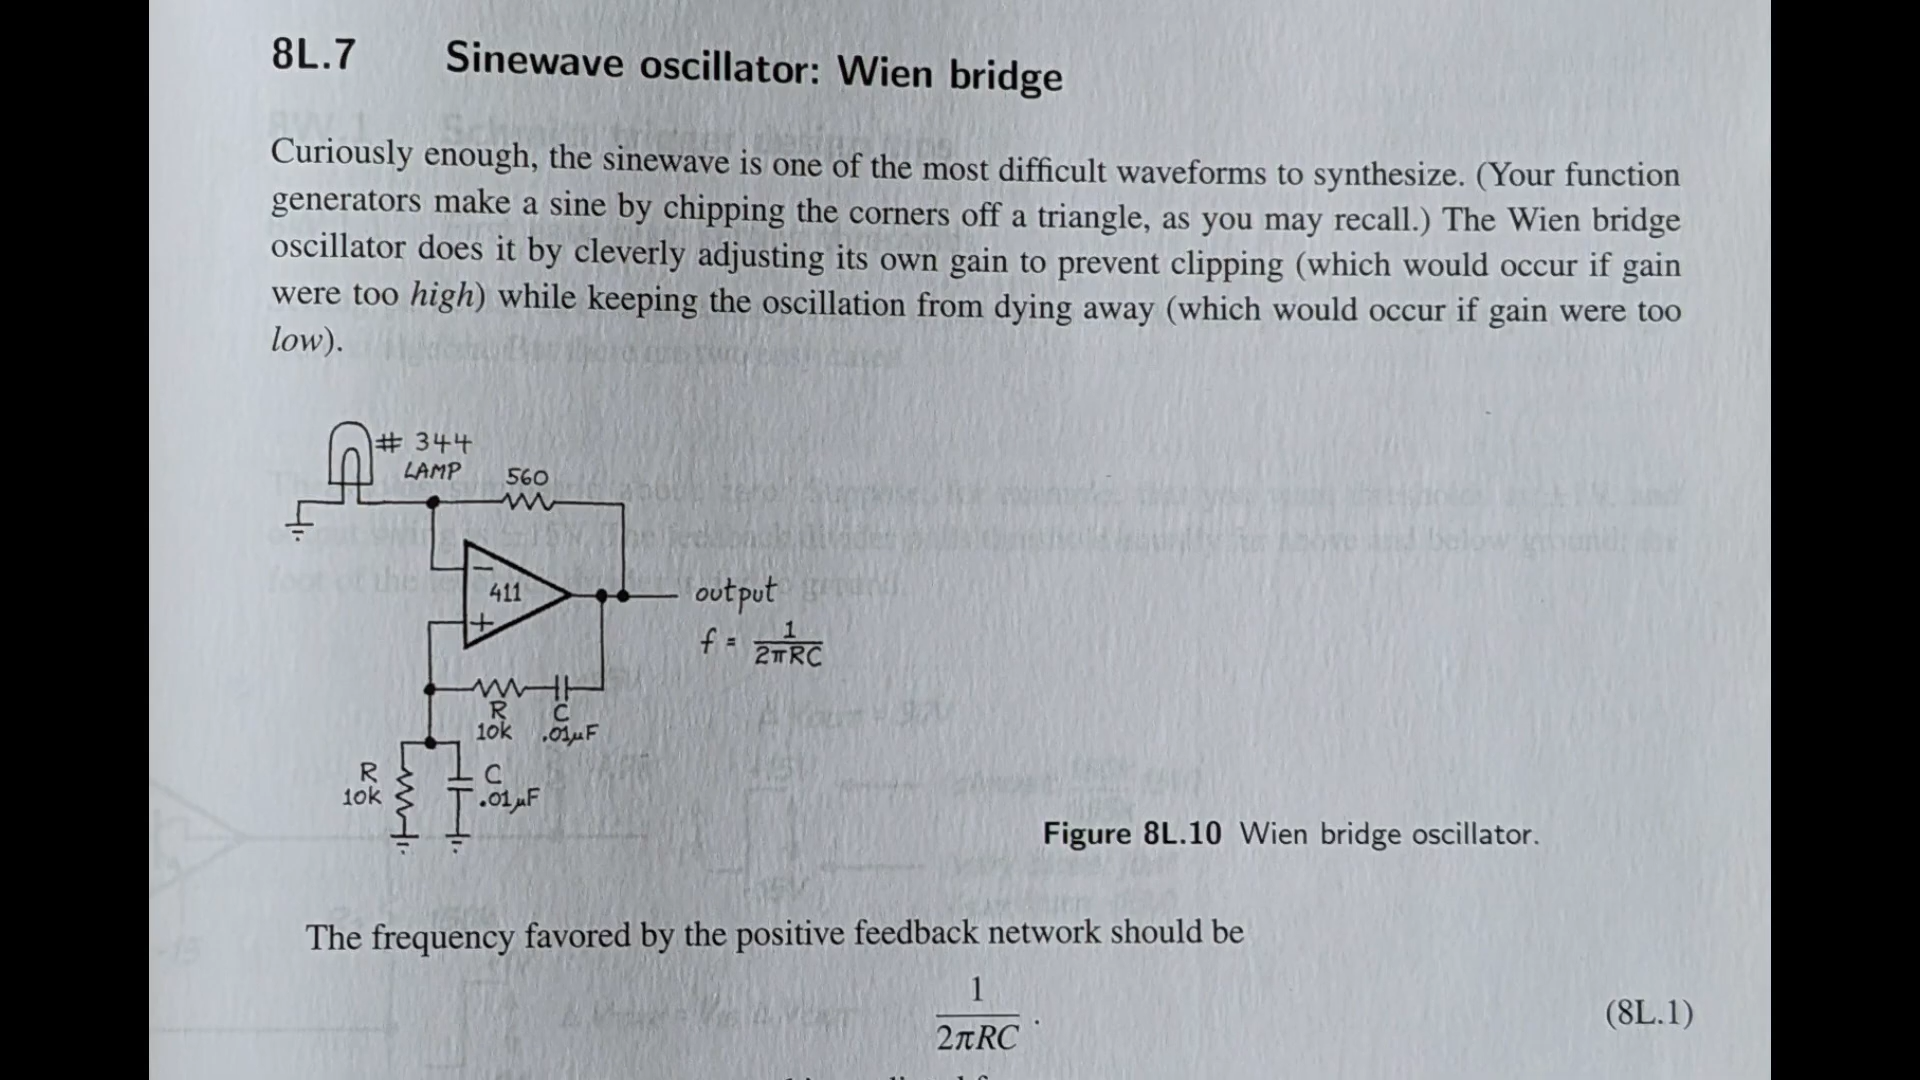 8L.7 Sinewave oscillator: Wien bridge
Curiously enough, the sinewave is one of the most difficult waveforms to synthesize. (Your function
generators make a sine by chipping the corners off a triangle, as you may recall.) The Wien bridge
oscillator does it by cleverly adjusting its own gain to prevent clipping (which would occur if gain
were too high) while keeping the oscillation from dying away (which would occur if gain were too
low).
# 344
LAMP
560
−
411
+
output
f = 1/2πRC
R
10k
C
.01μF
R
10k
C
.01μF
Figure 8L.10 Wien bridge oscillator.
The frequency favored by the positive feedback network should be
1/2πRC. (8L.1)